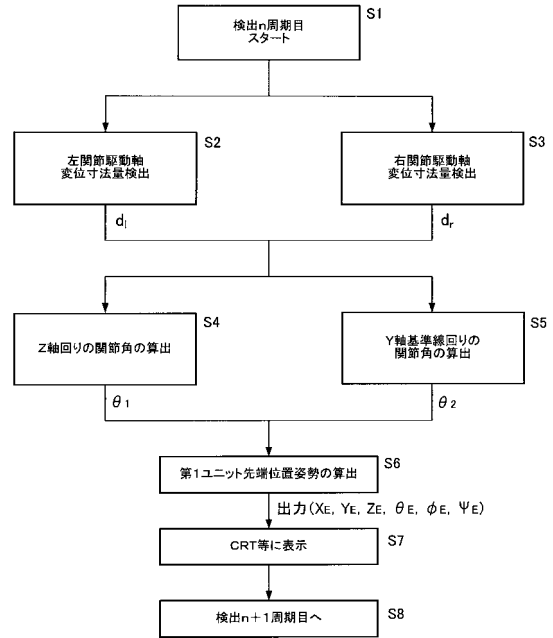 検出n周期目
スタート
S1
左関節駆動軸
変位寸法量検出
S2
右関節駆動軸
変位寸法量検出
S3
dl
dr
Z軸回りの関節角の算出
S4
Y軸基準線回りの
関節角の算出
S5
θ1
θ2
第1ユニット先端位置姿勢の算出
S6
出力(XE, YE, ZE, θE, φE, ΨE)
CRT等に表示
S7
検出n+1周期目へ
S8